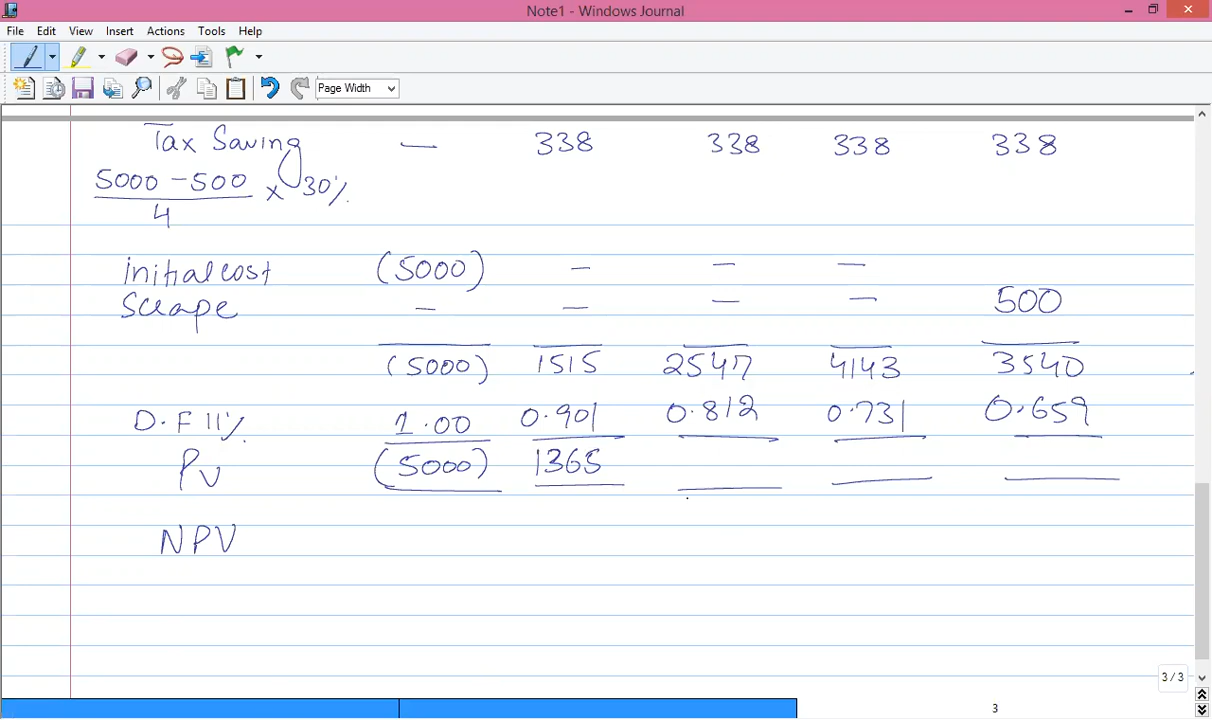 Note1 - Windows Journal
File Edit View Insert Actions Tools Help
Page Width
Tax Saving — 338 338 338 338
5000 - 500 x 30%
4
initial cost (5000) - - -
Scrape - - - - 500
(5000) 1515 2547 4143 3540
D.F 11% 1.00 0.901 0.812 0.731 0.659
Pv (5000) 1365
NPV
3 / 3
3